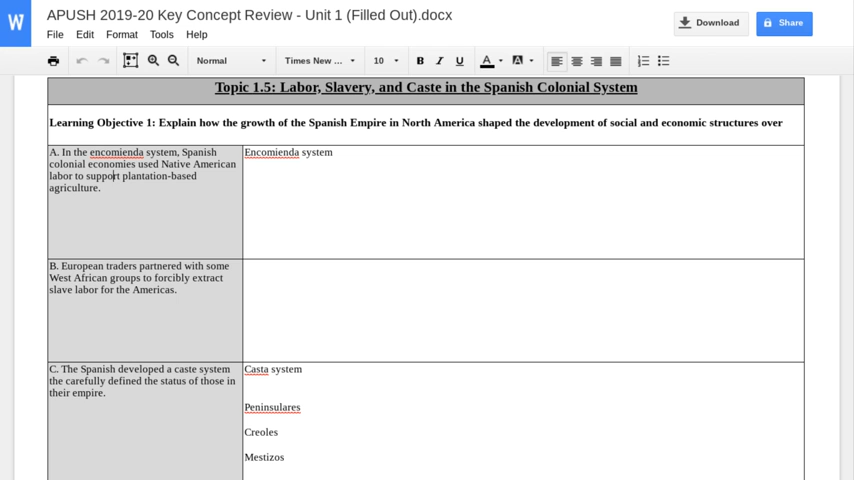 W
APUSH 2019-20 Key Concept Review - Unit 1 (Filled Out).docx
File Edit Format Tools Help
Download
Share
Normal
Times New ...
10
B I U A A
Topic 1.5: Labor, Slavery, and Caste in the Spanish Colonial System
Learning Objective 1: Explain how the growth of the Spanish Empire in North America shaped the development of social and economic structures over
A. In the encomienda system, Spanish
colonial economies used Native American
labor to support plantation-based
agriculture.
Encomienda system
B. European traders partnered with some
West African groups to forcibly extract
slave labor for the Americas.
C. The Spanish developed a caste system
the carefully defined the status of those in
their empire.
Casta system
Peninsulares
Creoles
Mestizos